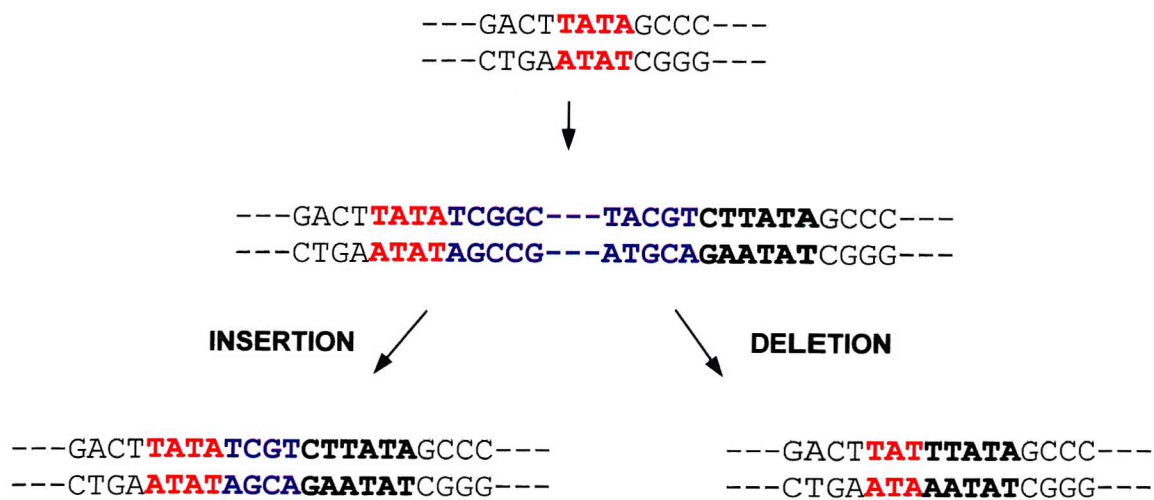 ---GACTTATAGCCC---
---CTGAATATCGGG---
---GACTTATATCGGC---TACGTCTTATAGCCC---
---CTGAATATAGCCG---ATGCAGAATATCGGG---
INSERTION
DELETION
---GACTTATATCGTCTTATAGCCC---
---CTGAATATAGCAGAATATCGGG---
---GACTTATTTATAGCCC---
---CTGAATAAATATCGGG---